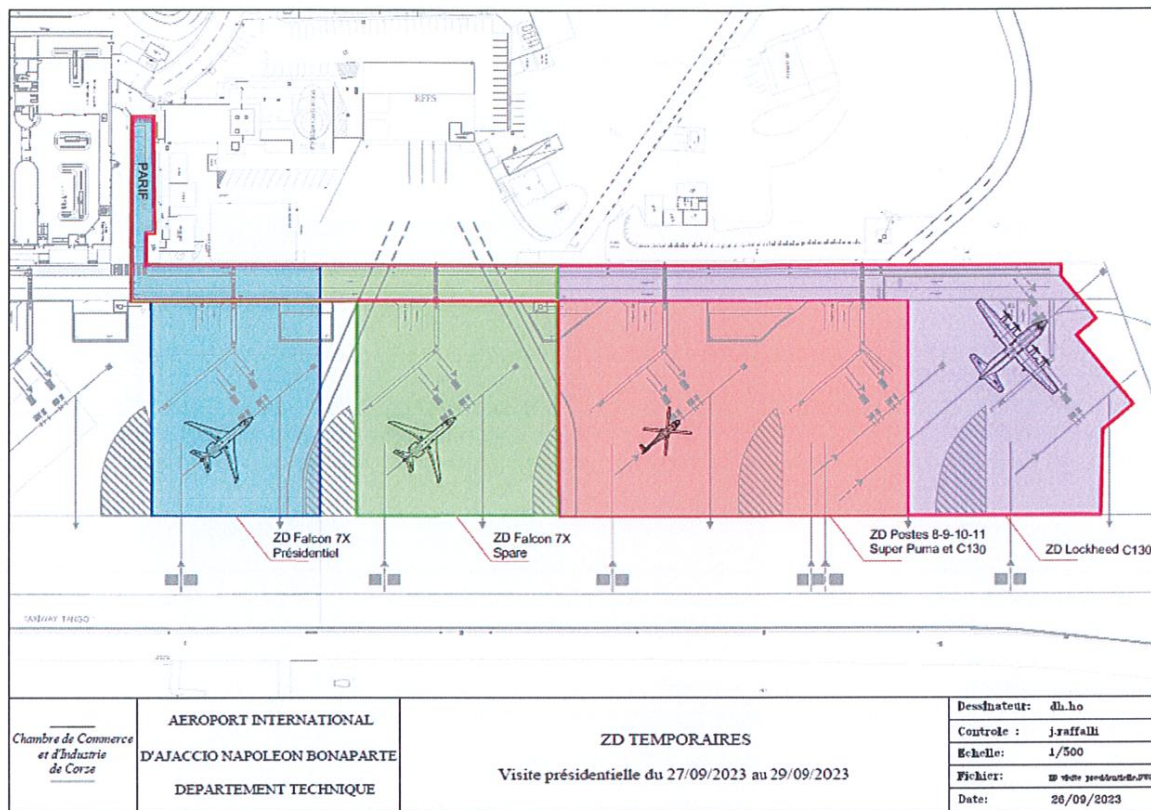 PARIF
ZD Falcon 7X
Présidentiel
ZD Falcon 7X
Spare
ZD Postes 8-9-10-11
Super Puma et C130
ZD Lockheed C130
TAXIWAY TANGO
Chambre de Commerce
et d'Industrie
de Corse
AEROPORT INTERNATIONAL
D'AJACCIO NAPOLEON BONAPARTE
DEPARTEMENT TECHNIQUE
ZD TEMPORAIRES
Visite présidentielle du 27/09/2023 au 29/09/2023
Dessinateur: dh.ho
Controle : j.raffalli
Echelle: 1/500
Fichier:
Date: 26/09/2023